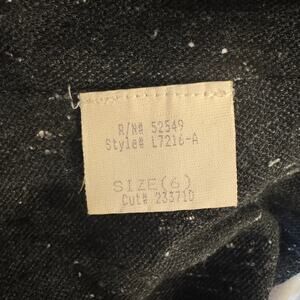 R/N# 52549
Style# L7216-A
SIZE(6)
Cut# 233710